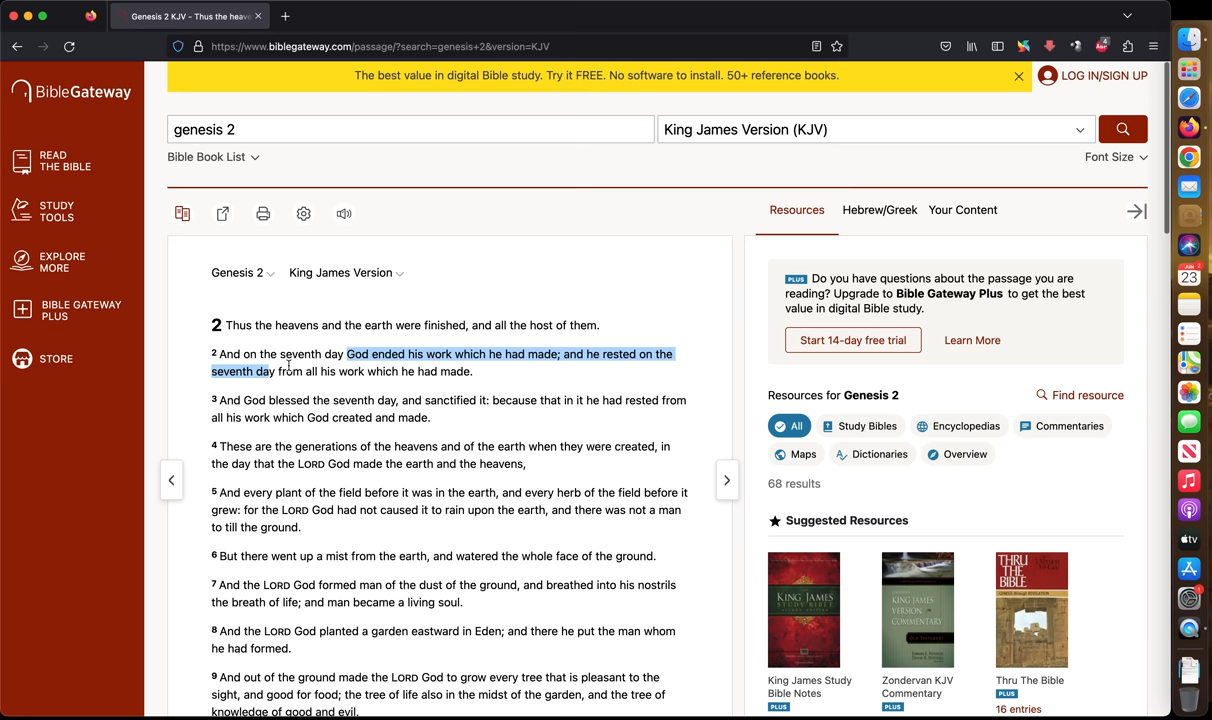 Genesis 2 KJV - Thus the heave
https://www.biblegateway.com/passage/?search=genesis+2&version=KJV
4
The best value in digital Bible study. Try it FREE. No software to install. 50+ reference books.
LOG IN/SIGN UP
BibleGateway
genesis 2
King James Version (KJV)
Bible Book List
Font Size
READ
THE BIBLE
STUDY
TOOLS
EXPLORE
MORE
BIBLE GATEWAY
PLUS
STORE
Resources
Hebrew/Greek
Your Content
Genesis 2
King James Version
2 Thus the heavens and the earth were finished, and all the host of them.
2 And on the seventh day God ended his work which he had made; and he rested on the
seventh day from all his work which he had made.
3 And God blessed the seventh day, and sanctified it: because that in it he had rested from
all his work which God created and made.
4 These are the generations of the heavens and of the earth when they were created, in
the day that the LORD God made the earth and the heavens,
5 And every plant of the field before it was in the earth, and every herb of the field before it
grew: for the LORD God had not caused it to rain upon the earth, and there was not a man
to till the ground.
6 But there went up a mist from the earth, and watered the whole face of the ground.
7 And the LORD God formed man of the dust of the ground, and breathed into his nostrils
the breath of life; and man became a living soul.
8 And the LORD God planted a garden eastward in Eden; and there he put the man whom
he had formed.
9 And out of the ground made the LORD God to grow every tree that is pleasant to the
sight, and good for food; the tree of life also in the midst of the garden, and the tree of
knowledge of good and evil.
PLUS Do you have questions about the passage you are
reading? Upgrade to Bible Gateway Plus to get the best
value in digital Bible study.
Start 14-day free trial
Learn More
Resources for Genesis 2
Find resource
All
Study Bibles
Encyclopedias
Commentaries
Maps
Dictionaries
Overview
68 results
Suggested Resources
KING JAMES
STUDY BIBLE
KING JAMES
VERSION
COMMENTARY
THRU
THE
BIBLE
King James Study
Bible Notes
PLUS
Zondervan KJV
Commentary
PLUS
Thru The Bible
PLUS
16 entries
JUN
23
tv
1